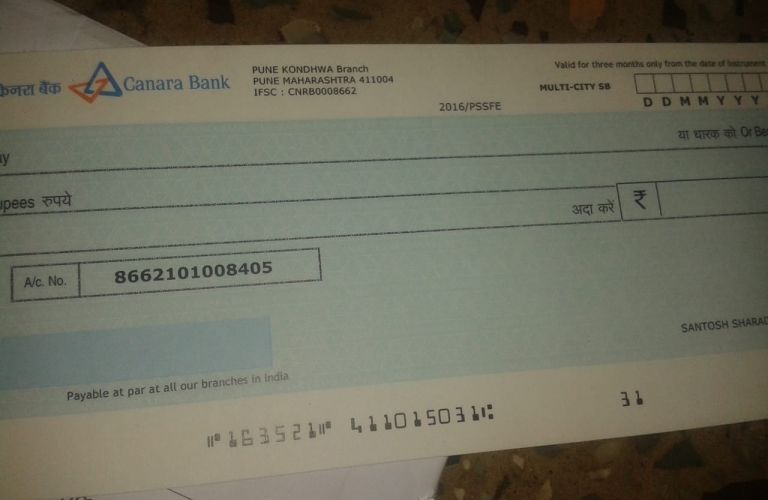 केनरा बैंक Canara Bank
PUNE KONDHWA Branch
PUNE MAHARASHTRA 411004
IFSC : CNRB0008662
2016/PSSFE
Valid for three months only from the date of Instrument
MULTI-CITY SB
D D M M Y Y Y
या धारक को Or Be
ay
upees रुपये
अदा करें ₹
A/c. No. 8662101008405
SANTOSH SHARAD
Payable at par at all our branches in India
⑈163521⑈ 411015031⑆ 31